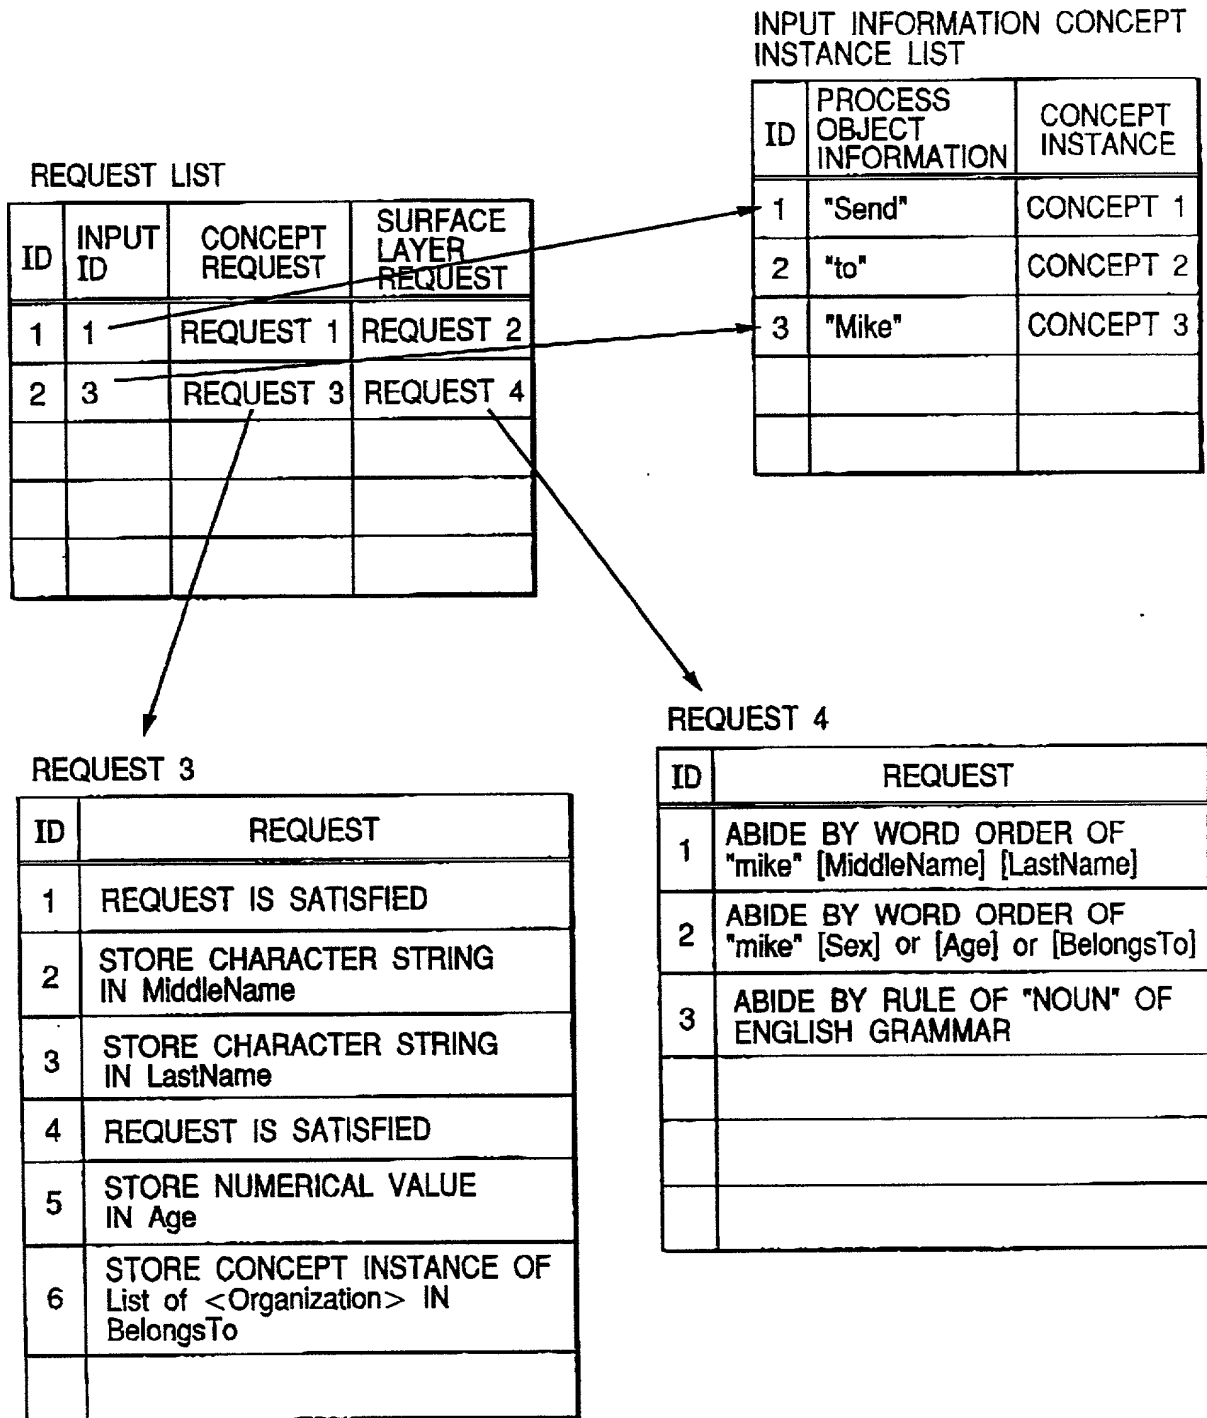 INPUT INFORMATION CONCEPT
INSTANCE LIST
ID
PROCESS
OBJECT
INFORMATION
CONCEPT
INSTANCE
1 "Send" CONCEPT 1
2 "to" CONCEPT 2
3 "Mike" CONCEPT 3
REQUEST LIST
ID
INPUT
ID
CONCEPT
REQUEST
SURFACE
LAYER
REQUEST
1 1 REQUEST 1 REQUEST 2
2 3 REQUEST 3 REQUEST 4
REQUEST 3
ID REQUEST
1 REQUEST IS SATISFIED
2 STORE CHARACTER STRING
IN MiddleName
3 STORE CHARACTER STRING
IN LastName
4 REQUEST IS SATISFIED
5 STORE NUMERICAL VALUE
IN Age
6 STORE CONCEPT INSTANCE OF
List of <Organization> IN
BelongsTo
REQUEST 4
ID REQUEST
1 ABIDE BY WORD ORDER OF
"mike" [MiddleName] [LastName]
2 ABIDE BY WORD ORDER OF
"mike" [Sex] or [Age] or [BelongsTo]
3 ABIDE BY RULE OF "NOUN" OF
ENGLISH GRAMMAR